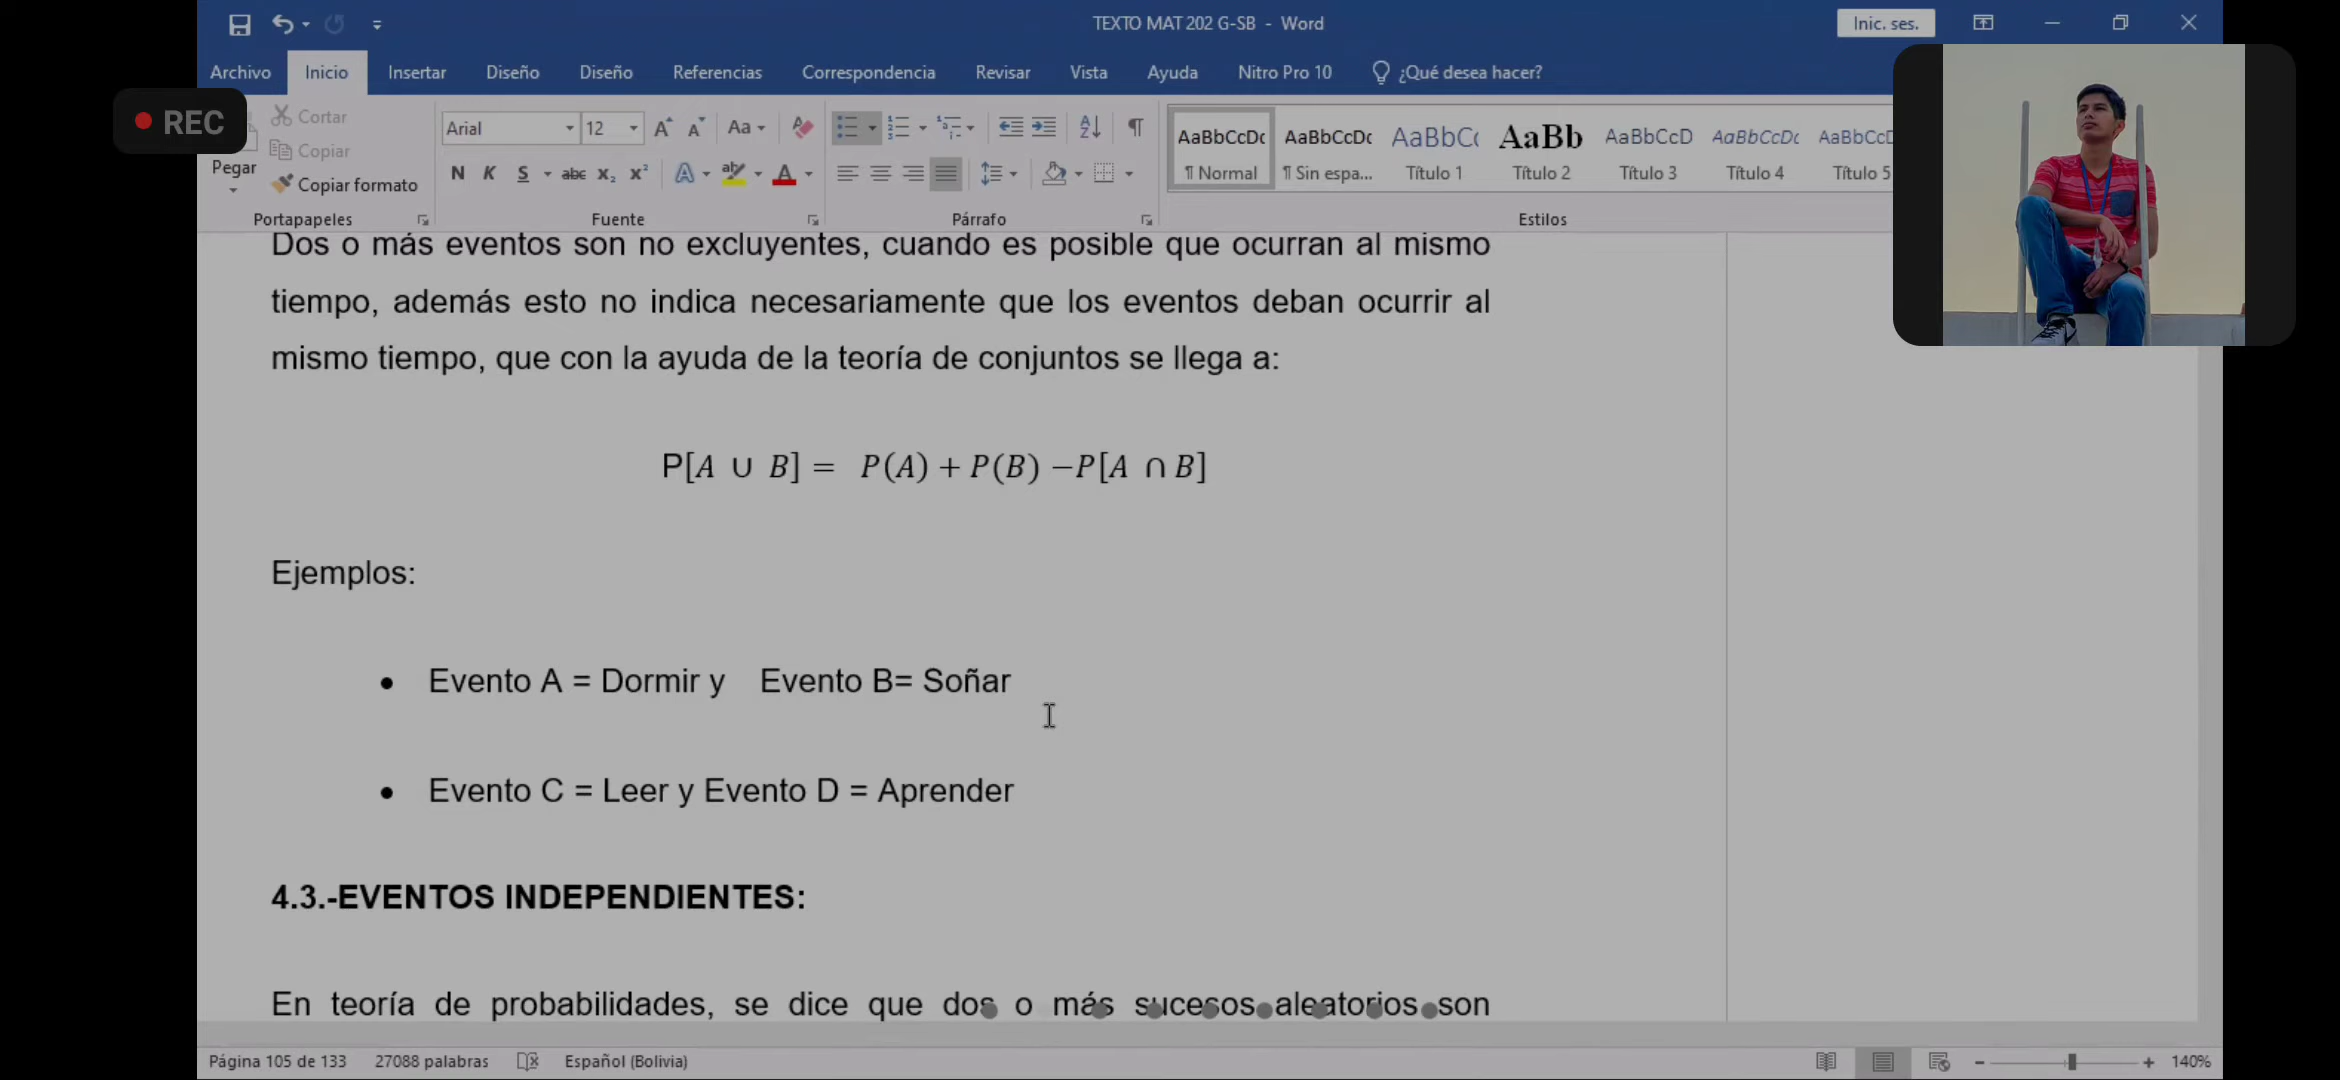 TEXTO MAT 202 G-SB - Word
Inic. ses.
Archivo Inicio Insertar Diseño Diseño Referencias Correspondencia Revisar Vista Ayuda Nitro Pro 10 ¿Qué desea hacer?
REC
Pegar
Cortar
Copiar
Copiar formato
Portapapeles
Arial 12
Aa
N K S abc x₂ x²
A
Fuente
Párrafo
AaBbCcDc AaBbCcDc AaBbC( AaBb AaBbCcD AaBbCcDc AaBbCcD
¶ Normal ¶ Sin espa... Título 1 Título 2 Título 3 Título 4 Título 5
Estilos
Dos o más eventos son no excluyentes, cuando es posible que ocurran al mismo
tiempo, además esto no indica necesariamente que los eventos deban ocurrir al
mismo tiempo, que con la ayuda de la teoría de conjuntos se llega a:
P[A ∪ B] = P(A) + P(B) −P[A ∩ B]
Ejemplos:
• Evento A = Dormir y Evento B= Soñar
• Evento C = Leer y Evento D = Aprender
4.3.-EVENTOS INDEPENDIENTES:
En teoría de probabilidades, se dice que dos o más sucesos aleatorios son
Página 105 de 133 27088 palabras Español (Bolivia) 140%